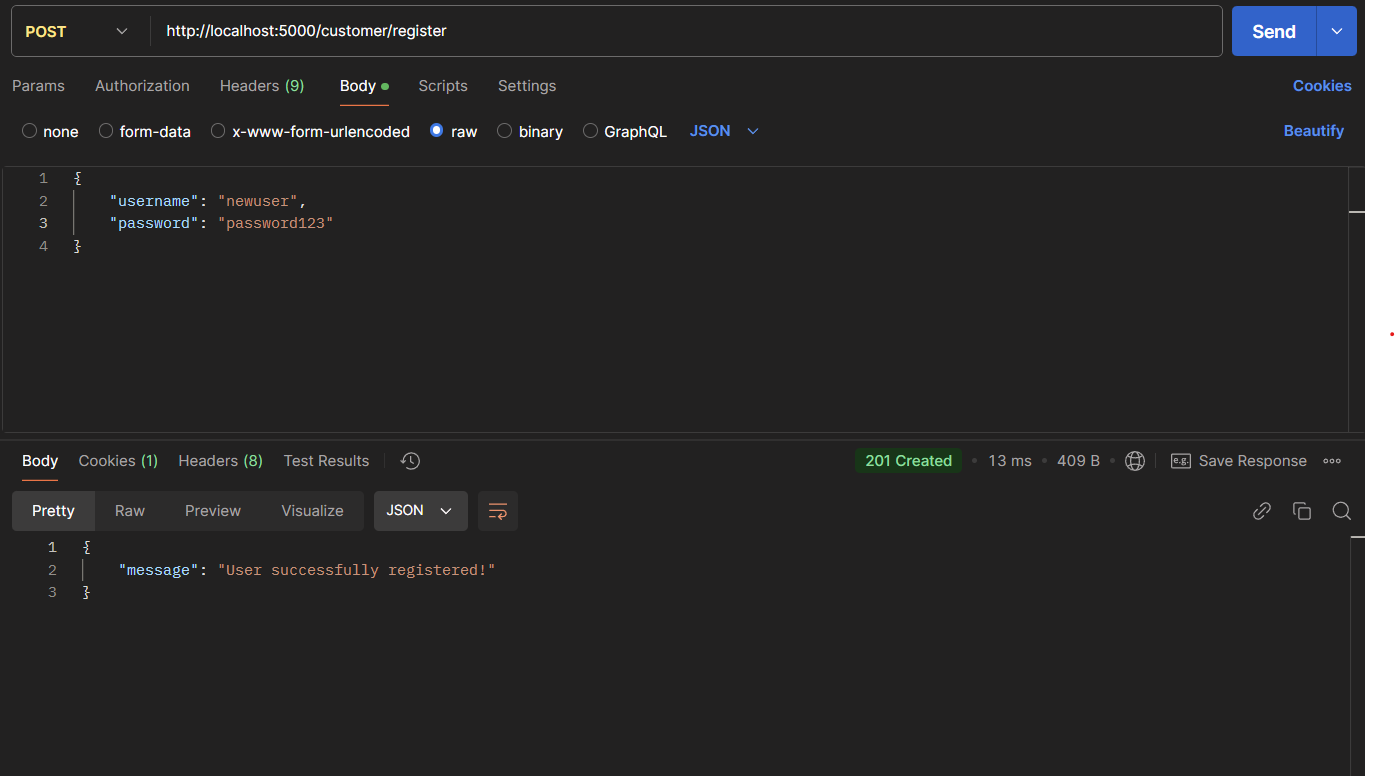 POST http://localhost:5000/customer/register Send
Params Authorization Headers (9) Body Scripts Settings Cookies
none form-data x-www-form-urlencoded raw binary GraphQL JSON Beautify
1 {
2 "username": "newuser",
3 "password": "password123"
4 }
Body Cookies (1) Headers (8) Test Results 201 Created • 13 ms • 409 B • e.g. Save Response
Pretty Raw Preview Visualize JSON
1 {
2 "message": "User successfully registered!"
3 }